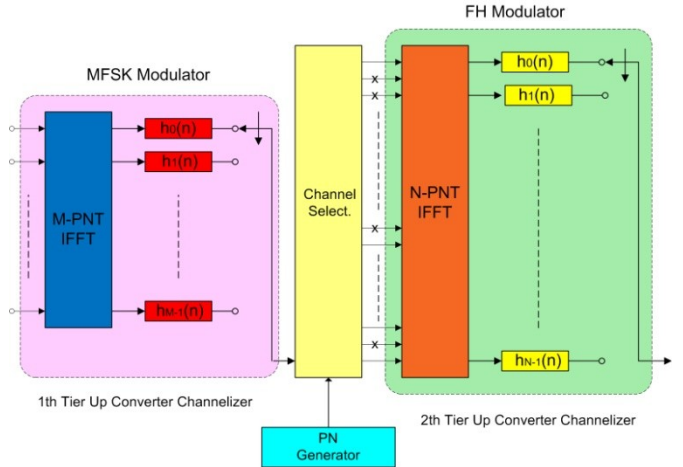 FH Modulator
MFSK Modulator
M-PNT
IFFT
h0(n)
h1(n)
hM-1(n)
1th Tier Up Converter Channelizer
Channel
Select.
PN
Generator
x
x
x
x
N-PNT
IFFT
h0(n)
h1(n)
hN-1(n)
2th Tier Up Converter Channelizer